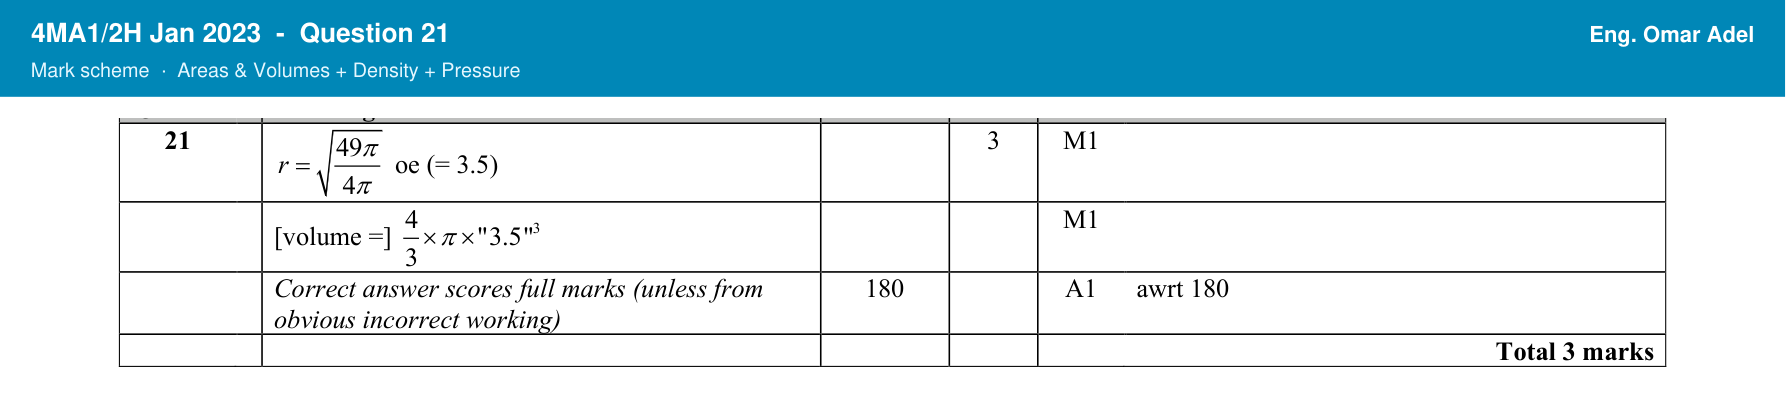 4MA1/2H Jan 2023 - Question 21
Eng. Omar Adel
Mark scheme · Areas & Volumes + Density + Pressure
21 r = √(49π/4π) oe (= 3.5) 3 M1
[volume =] 4/3 × π × "3.5"³ M1
Correct answer scores full marks (unless from 180 A1 awrt 180
obvious incorrect working)
Total 3 marks